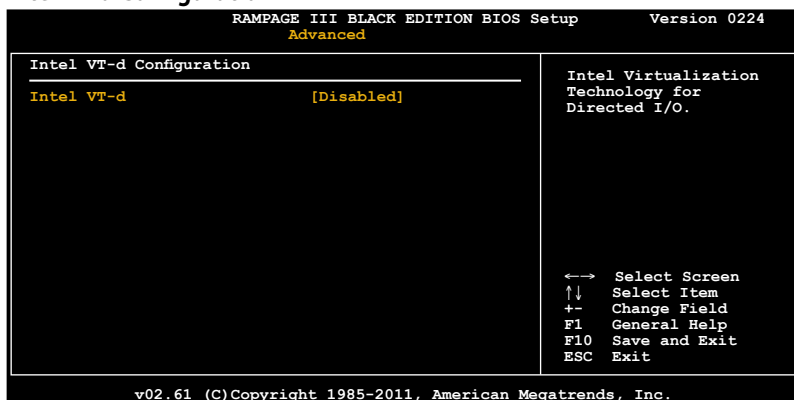 RAMPAGE III BLACK EDITION BIOS Setup Version 0224
Advanced
Intel VT-d Configuration
Intel VT-d [Disabled]
Intel Virtualization
Technology for
Directed I/O.
←→ Select Screen
↑↓ Select Item
+- Change Field
F1 General Help
F10 Save and Exit
ESC Exit
v02.61 (C)Copyright 1985-2011, American Megatrends, Inc.